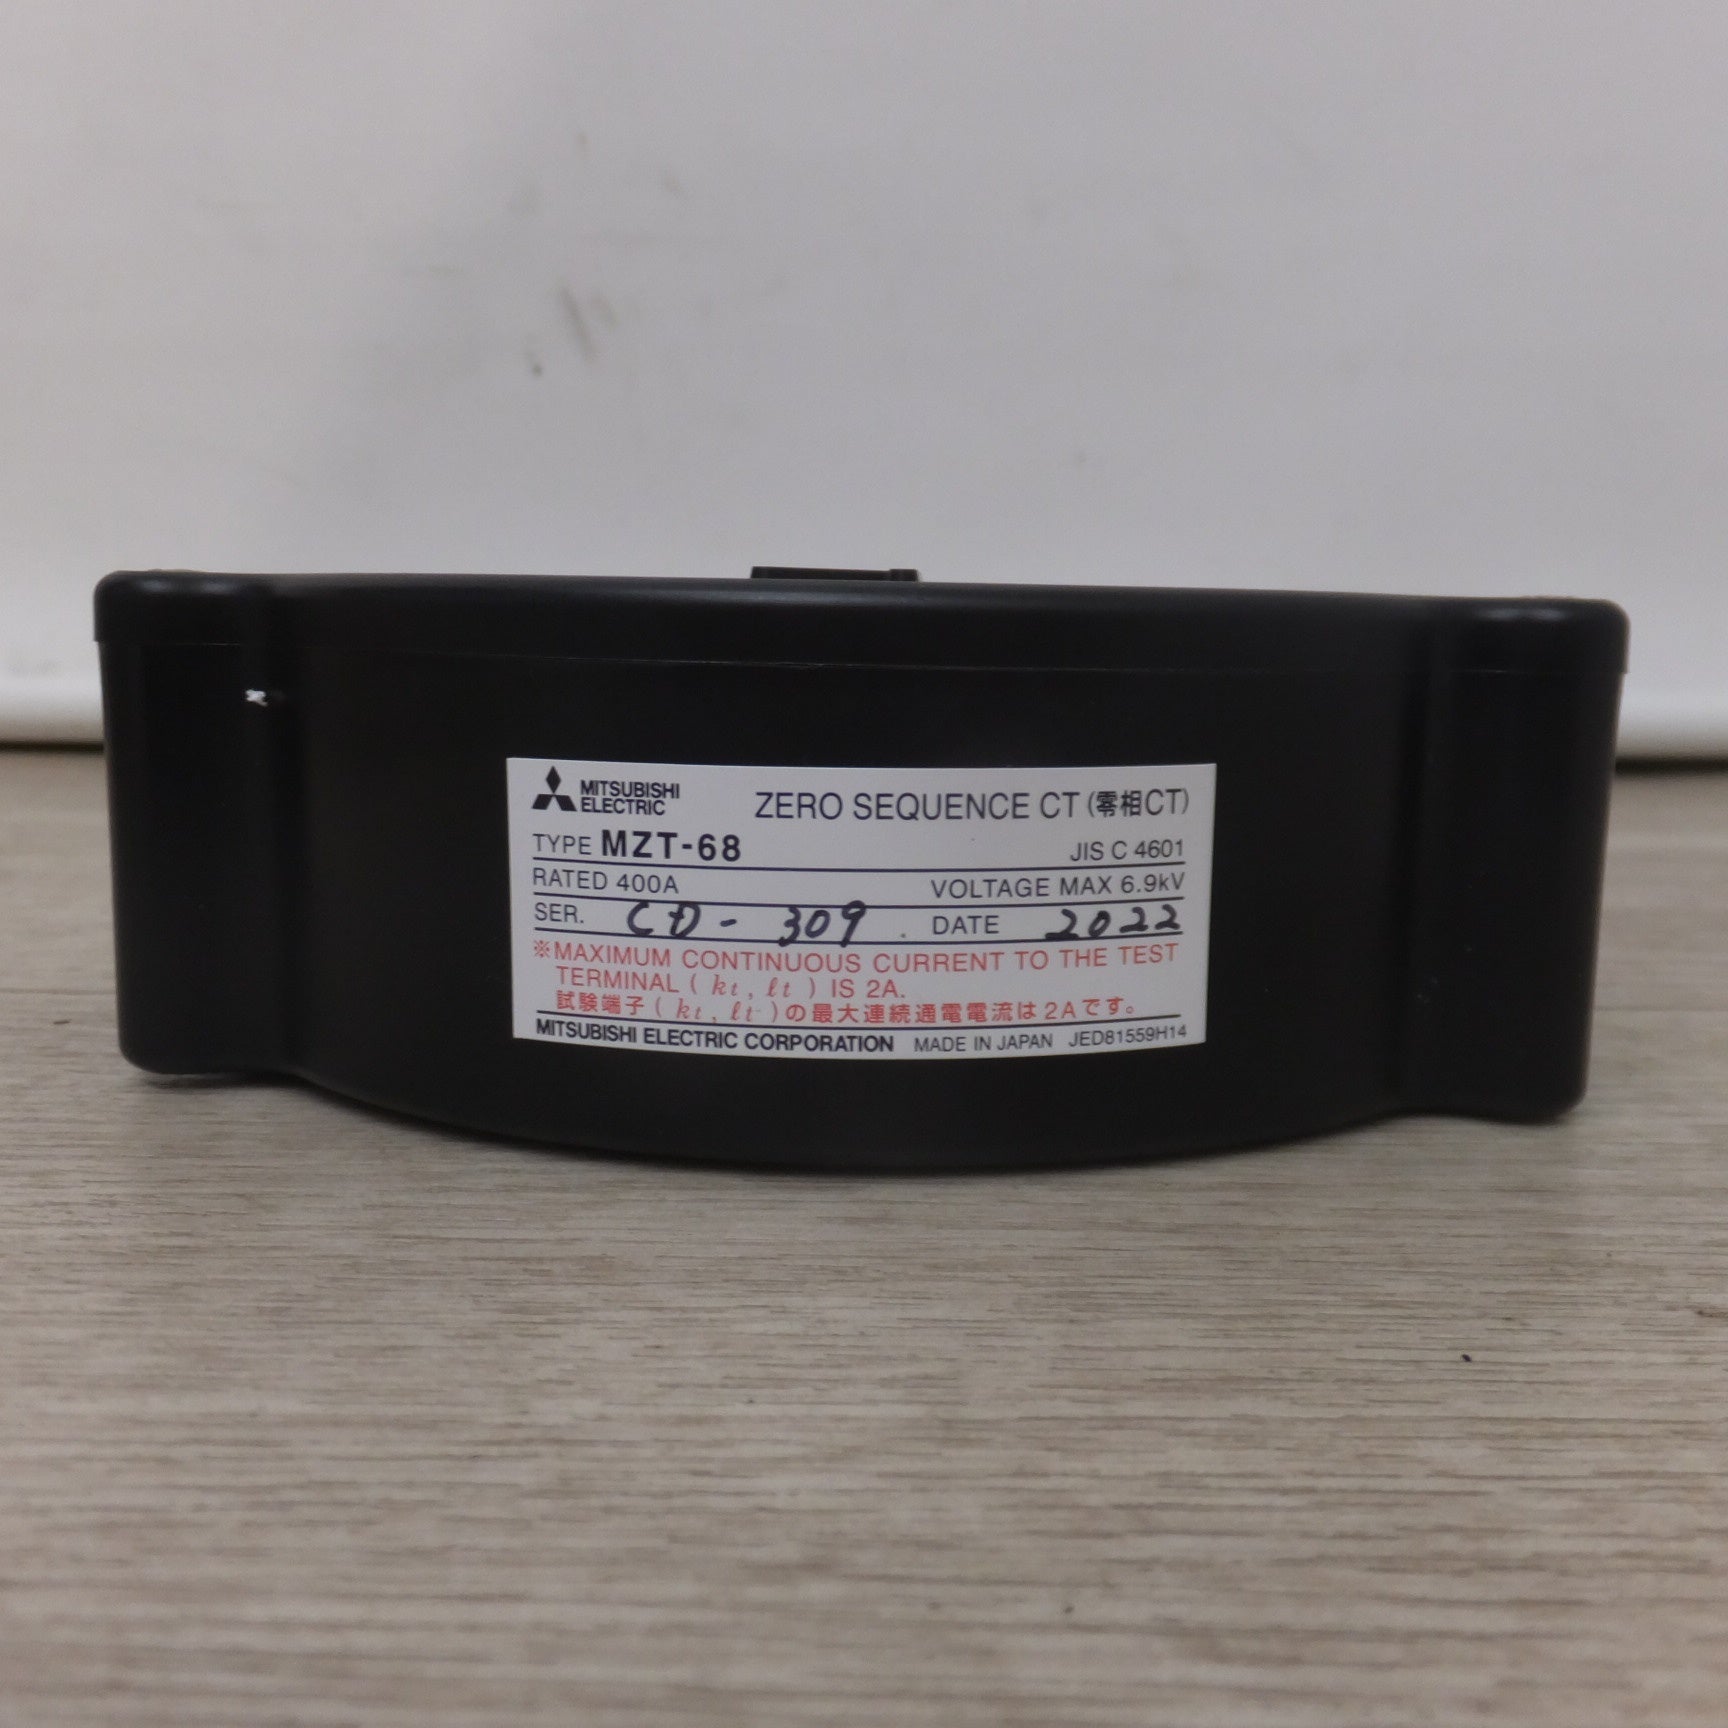 MITSUBISHI
ELECTRIC
ZERO SEQUENCE CT (零相CT)
TYPE MZT-68 JIS C 4601
RATED 400A VOLTAGE MAX 6.9kV
SER. CD - 309 . DATE 2022
※MAXIMUM CONTINUOUS CURRENT TO THE TEST
TERMINAL ( kt , ℓt ) IS 2A.
試験端子 ( kt , ℓt )の最大連続通電電流は2Aです。
MITSUBISHI ELECTRIC CORPORATION MADE IN JAPAN JED81559H14